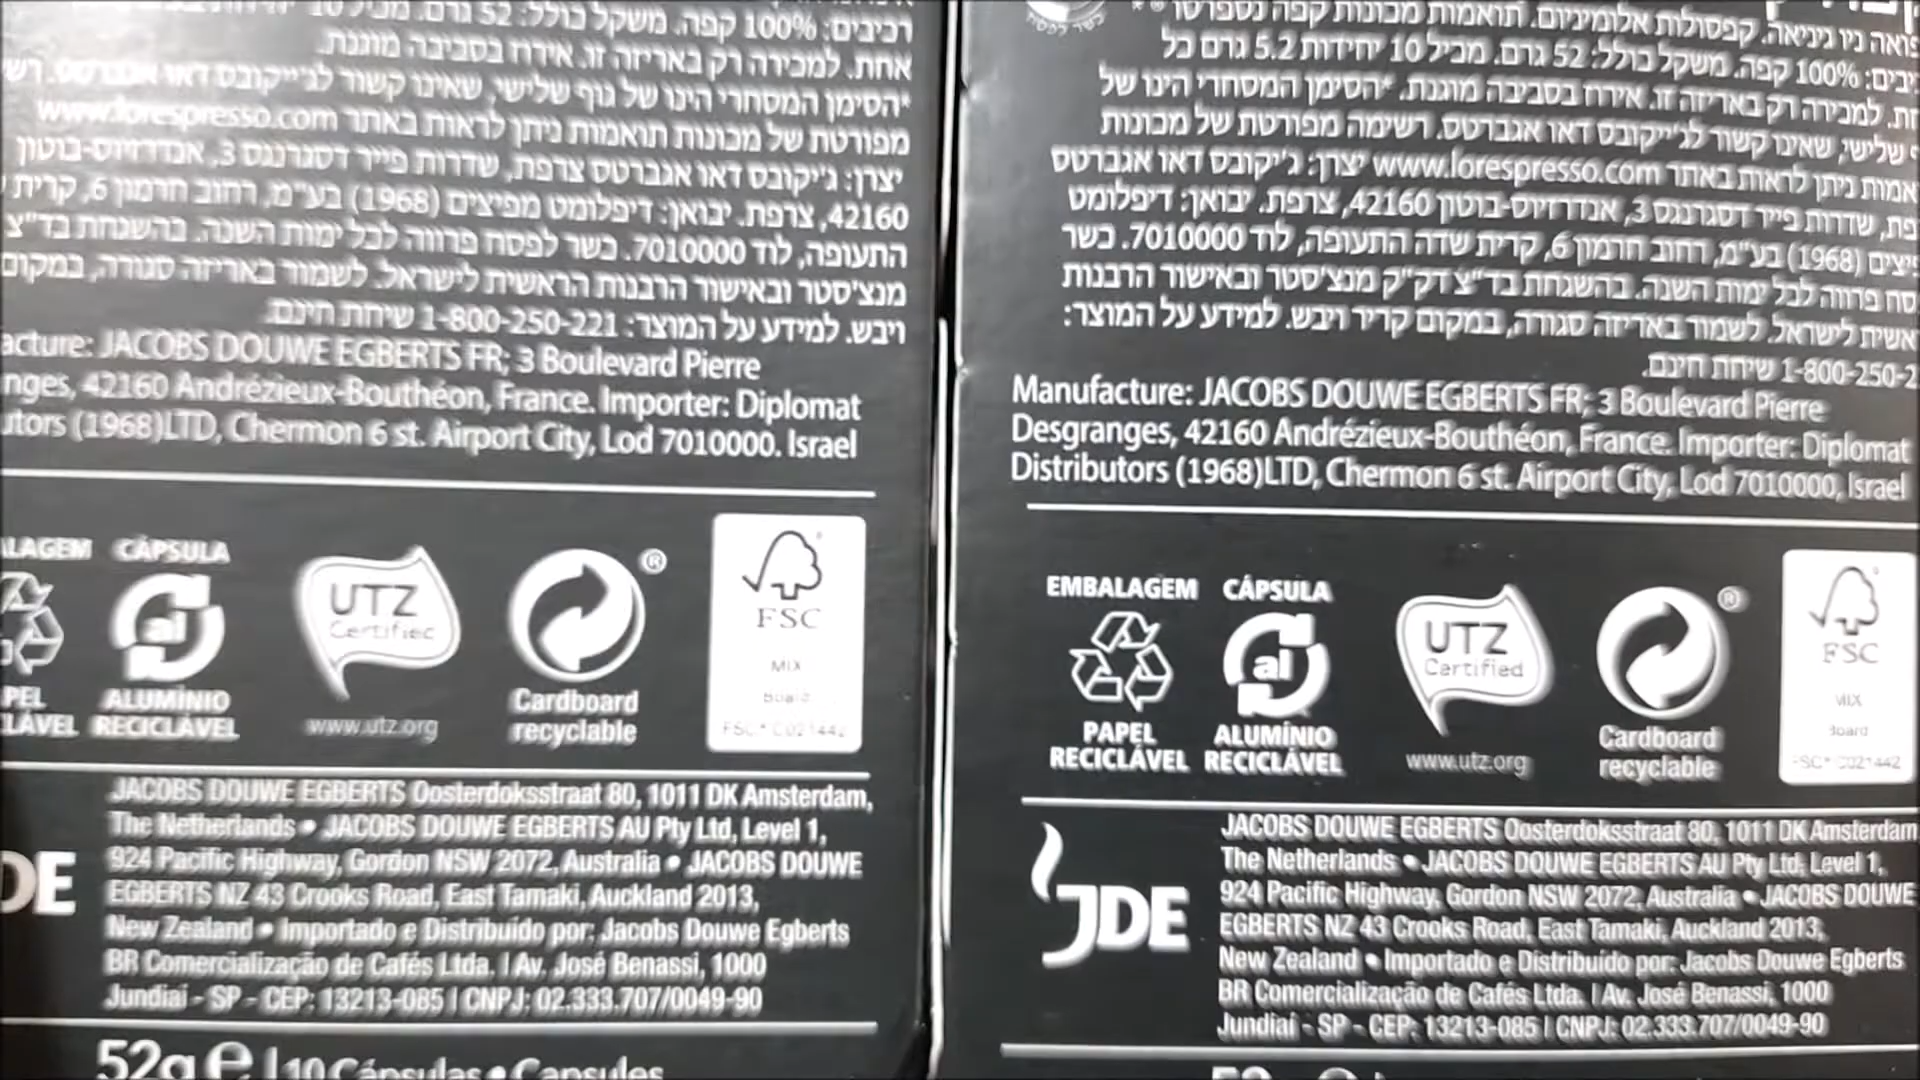 רכיבים: 100% קפה. משקל כולל: 52 גרם. מכיל 10
אחת. למכירה רק באריזה זו. אירוז בסביבה מוגנת.
*הסימן המסחרי הינו של גוף שלישי, שאינו קשור לג'ייקובס דאו אגברטס.
מפורטת של מכונות תואמות ניתן לראות באתר www.lorespresso.com
יצרן: ג'יקובס דאו אגברטס צרפת, שדרות פייר דסגרנגס 3, אנדרזיוס-בוטון
42160, צרפת. יבואן: דיפלומט מפיצים (1968) בע"מ, רחוב חרמון 6, קרית
התעופה, לוד 7010000. כשר לפסח פרווה לכל ימות השנה. בהשגחת בד"צ
מנצ'סטר ובאישור הרבנות הראשית לישראל. לשמור באריזה סגורה, במקום
ויבש. למידע על המוצר: 1-800-250-221 שיחת חינם.
acture: JACOBS DOUWE EGBERTS FR; 3 Boulevard Pierre
nges, 42160 Andrézieux-Bouthéon, France. Importer: Diplomat
utors (1968)LTD, Chermon 6 st. Airport City, Lod 7010000. Israel
LAGEM CÁPSULA
al
UTZ
Certified
®
FSC
MIX
Board
FSC® C021442
PEL ALUMÍNIO
CLÁVEL RECICLÁVEL
www.utz.org
Cardboard
recyclable
DE
JACOBS DOUWE EGBERTS Oosterdoksstraat 80, 1011 DK Amsterdam,
The Netherlands • JACOBS DOUWE EGBERTS AU Pty Ltd, Level 1,
924 Pacific Highway, Gordon NSW 2072, Australia • JACOBS DOUWE
EGBERTS NZ 43 Crooks Road, East Tamaki, Auckland 2013,
New Zealand • Importado e Distribuído por: Jacobs Douwe Egberts
BR Comercialização de Cafés Ltda. | Av. José Benassi, 1000
Jundiaí - SP - CEP: 13213-085 | CNPJ: 02.333.707/0049-90
52g e | 10 Cápsulas • Capsules
כשר לפסח
ניו גיניאה. קפסולות אלומיניום. תואמות מכונות קפה נספרסו
100% קפה. משקל כולל: 52 גרם. מכיל 10 יחידות 5.2 גרם כל
למכירה רק באריזה זו. אירוז בסביבה מוגנת. *הסימן המסחרי הינו של
שלישי, שאינו קשור לג'ייקובס דאו אגברטס. רשימה מפורטת של מכונות
ניתן לראות באתר www.lorespresso.com יצרן: ג'יקובס דאו אגברטס
שדרות פייר דסגרנגס 3, אנדרזיוס-בוטון 42160, צרפת. יבואן: דיפלומט
(1968) בע"מ, רחוב חרמון 6, קרית שדה התעופה, לוד 7010000. כשר
פרווה לכל ימות השנה. בהשגחת בד"צ דק"ק מנצ'סטר ובאישור הרבנות
לישראל. לשמור באריזה סגורה, במקום קריר ויבש. למידע על המוצר:
1-800-250-2 שיחת חינם.
Manufacture: JACOBS DOUWE EGBERTS FR; 3 Boulevard Pierre
Desgranges, 42160 Andrézieux-Bouthéon, France. Importer: Diplomat
Distributors (1968)LTD, Chermon 6 st. Airport City, Lod 7010000, Israel
EMBALAGEM CÁPSULA
al
UTZ
Certified
®
FSC
MIX
Board
FSC® C021442
PAPEL ALUMÍNIO
RECICLÁVEL RECICLÁVEL
www.utz.org
Cardboard
recyclable
JDE
JACOBS DOUWE EGBERTS Oosterdoksstraat 80, 1011 DK Amsterdam
The Netherlands • JACOBS DOUWE EGBERTS AU Pty Ltd, Level 1,
924 Pacific Highway, Gordon NSW 2072, Australia • JACOBS DOUWE
EGBERTS NZ 43 Crooks Road, East Tamaki, Auckland 2013,
New Zealand • Importado e Distribuído por: Jacobs Douwe Egberts
BR Comercialização de Cafés Ltda. | Av. José Benassi, 1000
Jundiaí - SP - CEP: 13213-085 | CNPJ: 02.333.707/0049-90